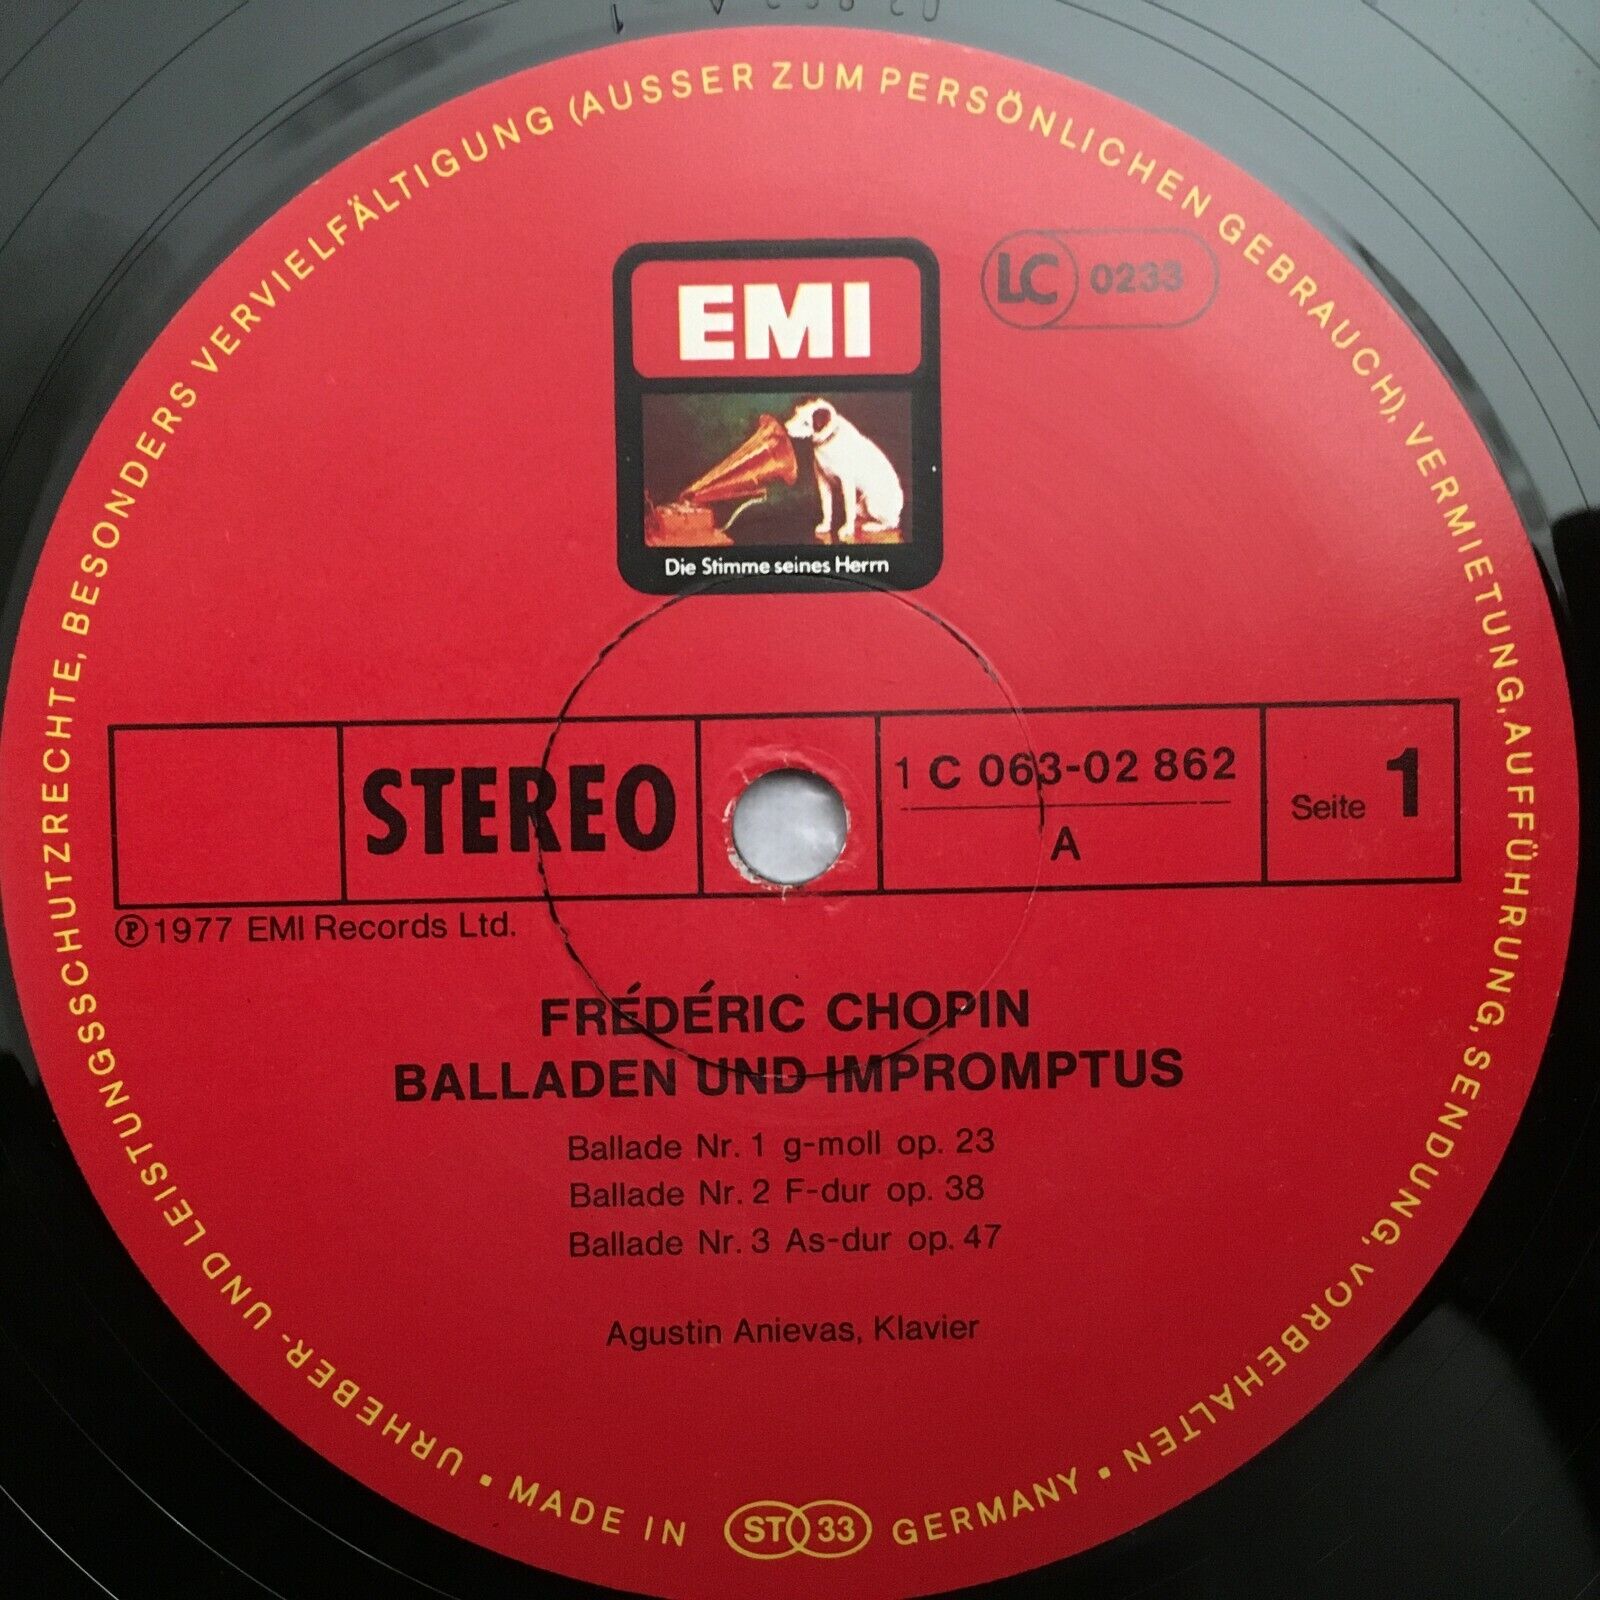 EMI
LC 0233
Die Stimme seines Herrn
STEREO
1 C 063-02 862
A
Seite 1
Ⓟ 1977 EMI Records Ltd.
FRÉDÉRIC CHOPIN
BALLADEN UND IMPROMPTUS
Ballade Nr. 1 g-moll op. 23
Ballade Nr. 2 F-dur op. 38
Ballade Nr. 3 As-dur op. 47
Agustin Anievas, Klavier
URHEBER- UND LEISTUNGSSCHUTZRECHTE, BESONDERS VERVIELFÄLTIGUNG (AUSSER ZUM PERSÖNLICHEN GEBRAUCH), VERMIETUNG, AUFFÜHRUNG, SENDUNG, VORBEHALTEN •
MADE IN ST 33 GERMANY •